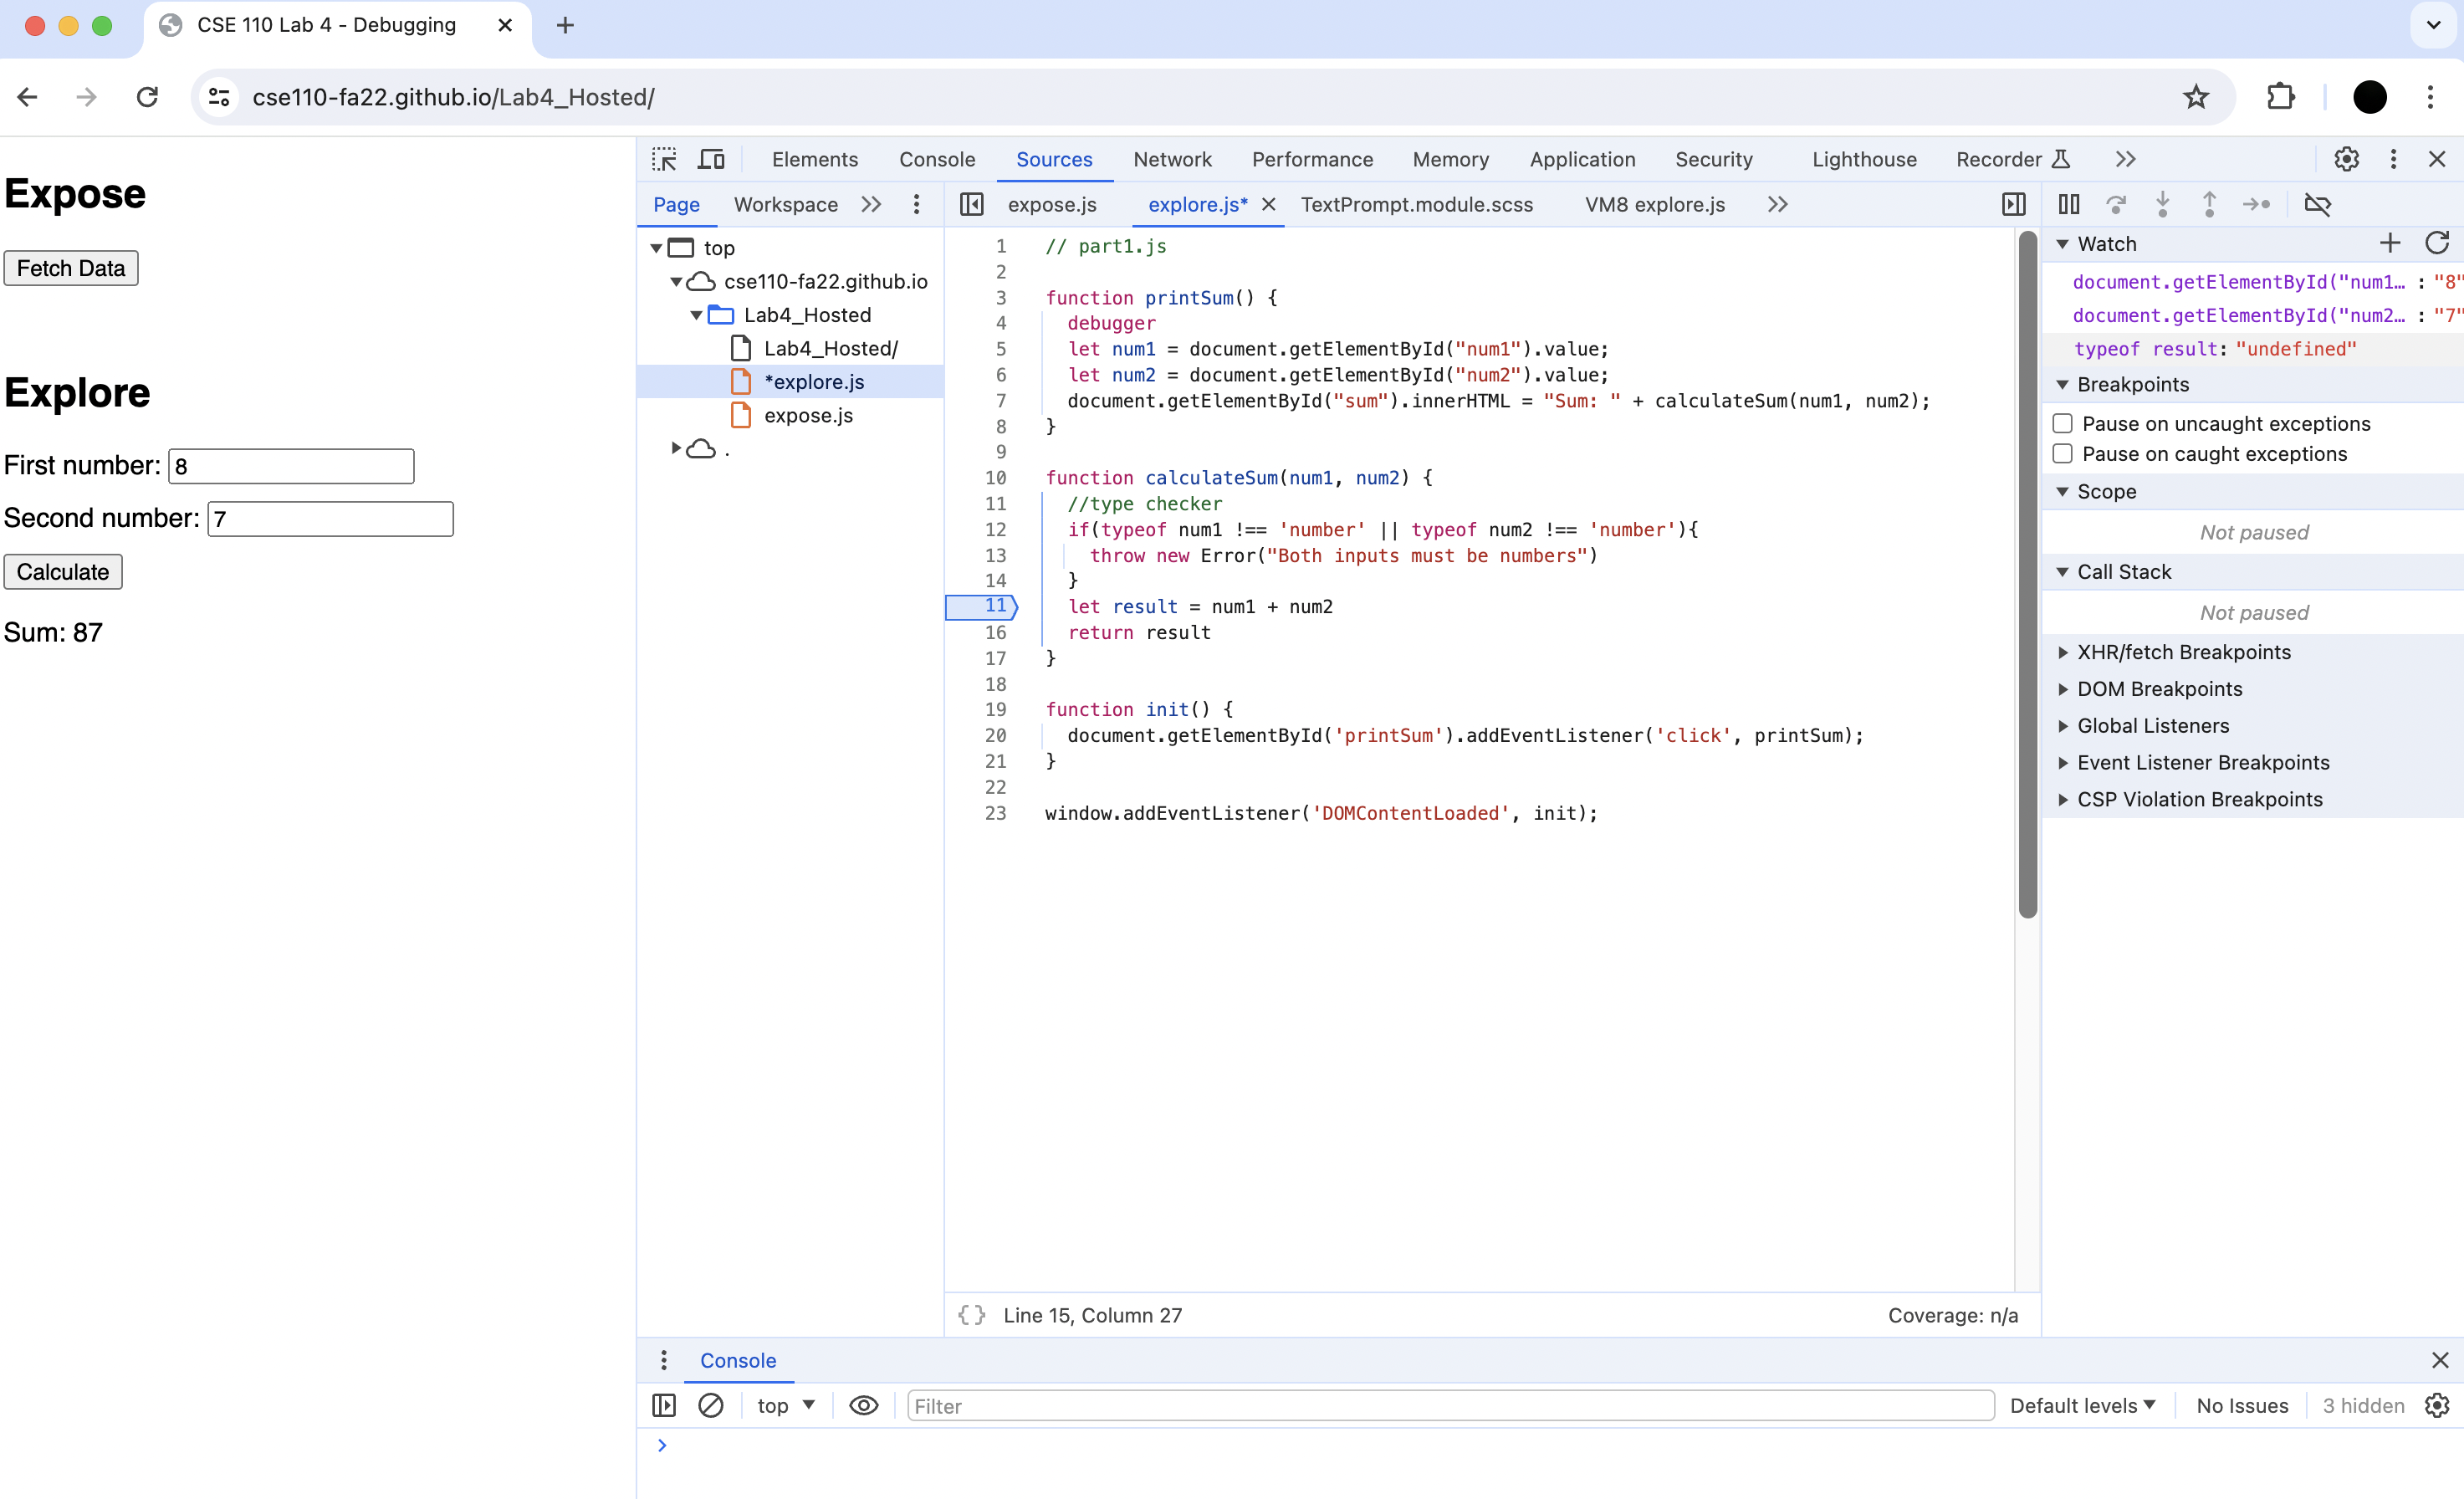 CSE 110 Lab 4 - Debugging
cse110-fa22.github.io/Lab4_Hosted/
Expose
Fetch Data
Explore
First number: 8
Second number: 7
Calculate
Sum: 87
Elements Console Sources Network Performance Memory Application Security Lighthouse Recorder
Page Workspace
top
cse110-fa22.github.io
Lab4_Hosted
Lab4_Hosted/
*explore.js
expose.js
.
expose.js explore.js* TextPrompt.module.scss VM8 explore.js
1 // part1.js
2
3 function printSum() {
4 debugger
5 let num1 = document.getElementById("num1").value;
6 let num2 = document.getElementById("num2").value;
7 document.getElementById("sum").innerHTML = "Sum: " + calculateSum(num1, num2);
8 }
9
10 function calculateSum(num1, num2) {
11 //type checker
12 if(typeof num1 !== 'number' || typeof num2 !== 'number'){
13 throw new Error("Both inputs must be numbers")
14 }
11 let result = num1 + num2
16 return result
17 }
18
19 function init() {
20 document.getElementById('printSum').addEventListener('click', printSum);
21 }
22
23 window.addEventListener('DOMContentLoaded', init);
{} Line 15, Column 27 Coverage: n/a
Watch
document.getElementById("num1… : "8"
document.getElementById("num2… : "7"
typeof result: "undefined"
Breakpoints
Pause on uncaught exceptions
Pause on caught exceptions
Scope
Not paused
Call Stack
Not paused
XHR/fetch Breakpoints
DOM Breakpoints
Global Listeners
Event Listener Breakpoints
CSP Violation Breakpoints
Console
top Filter Default levels No Issues 3 hidden